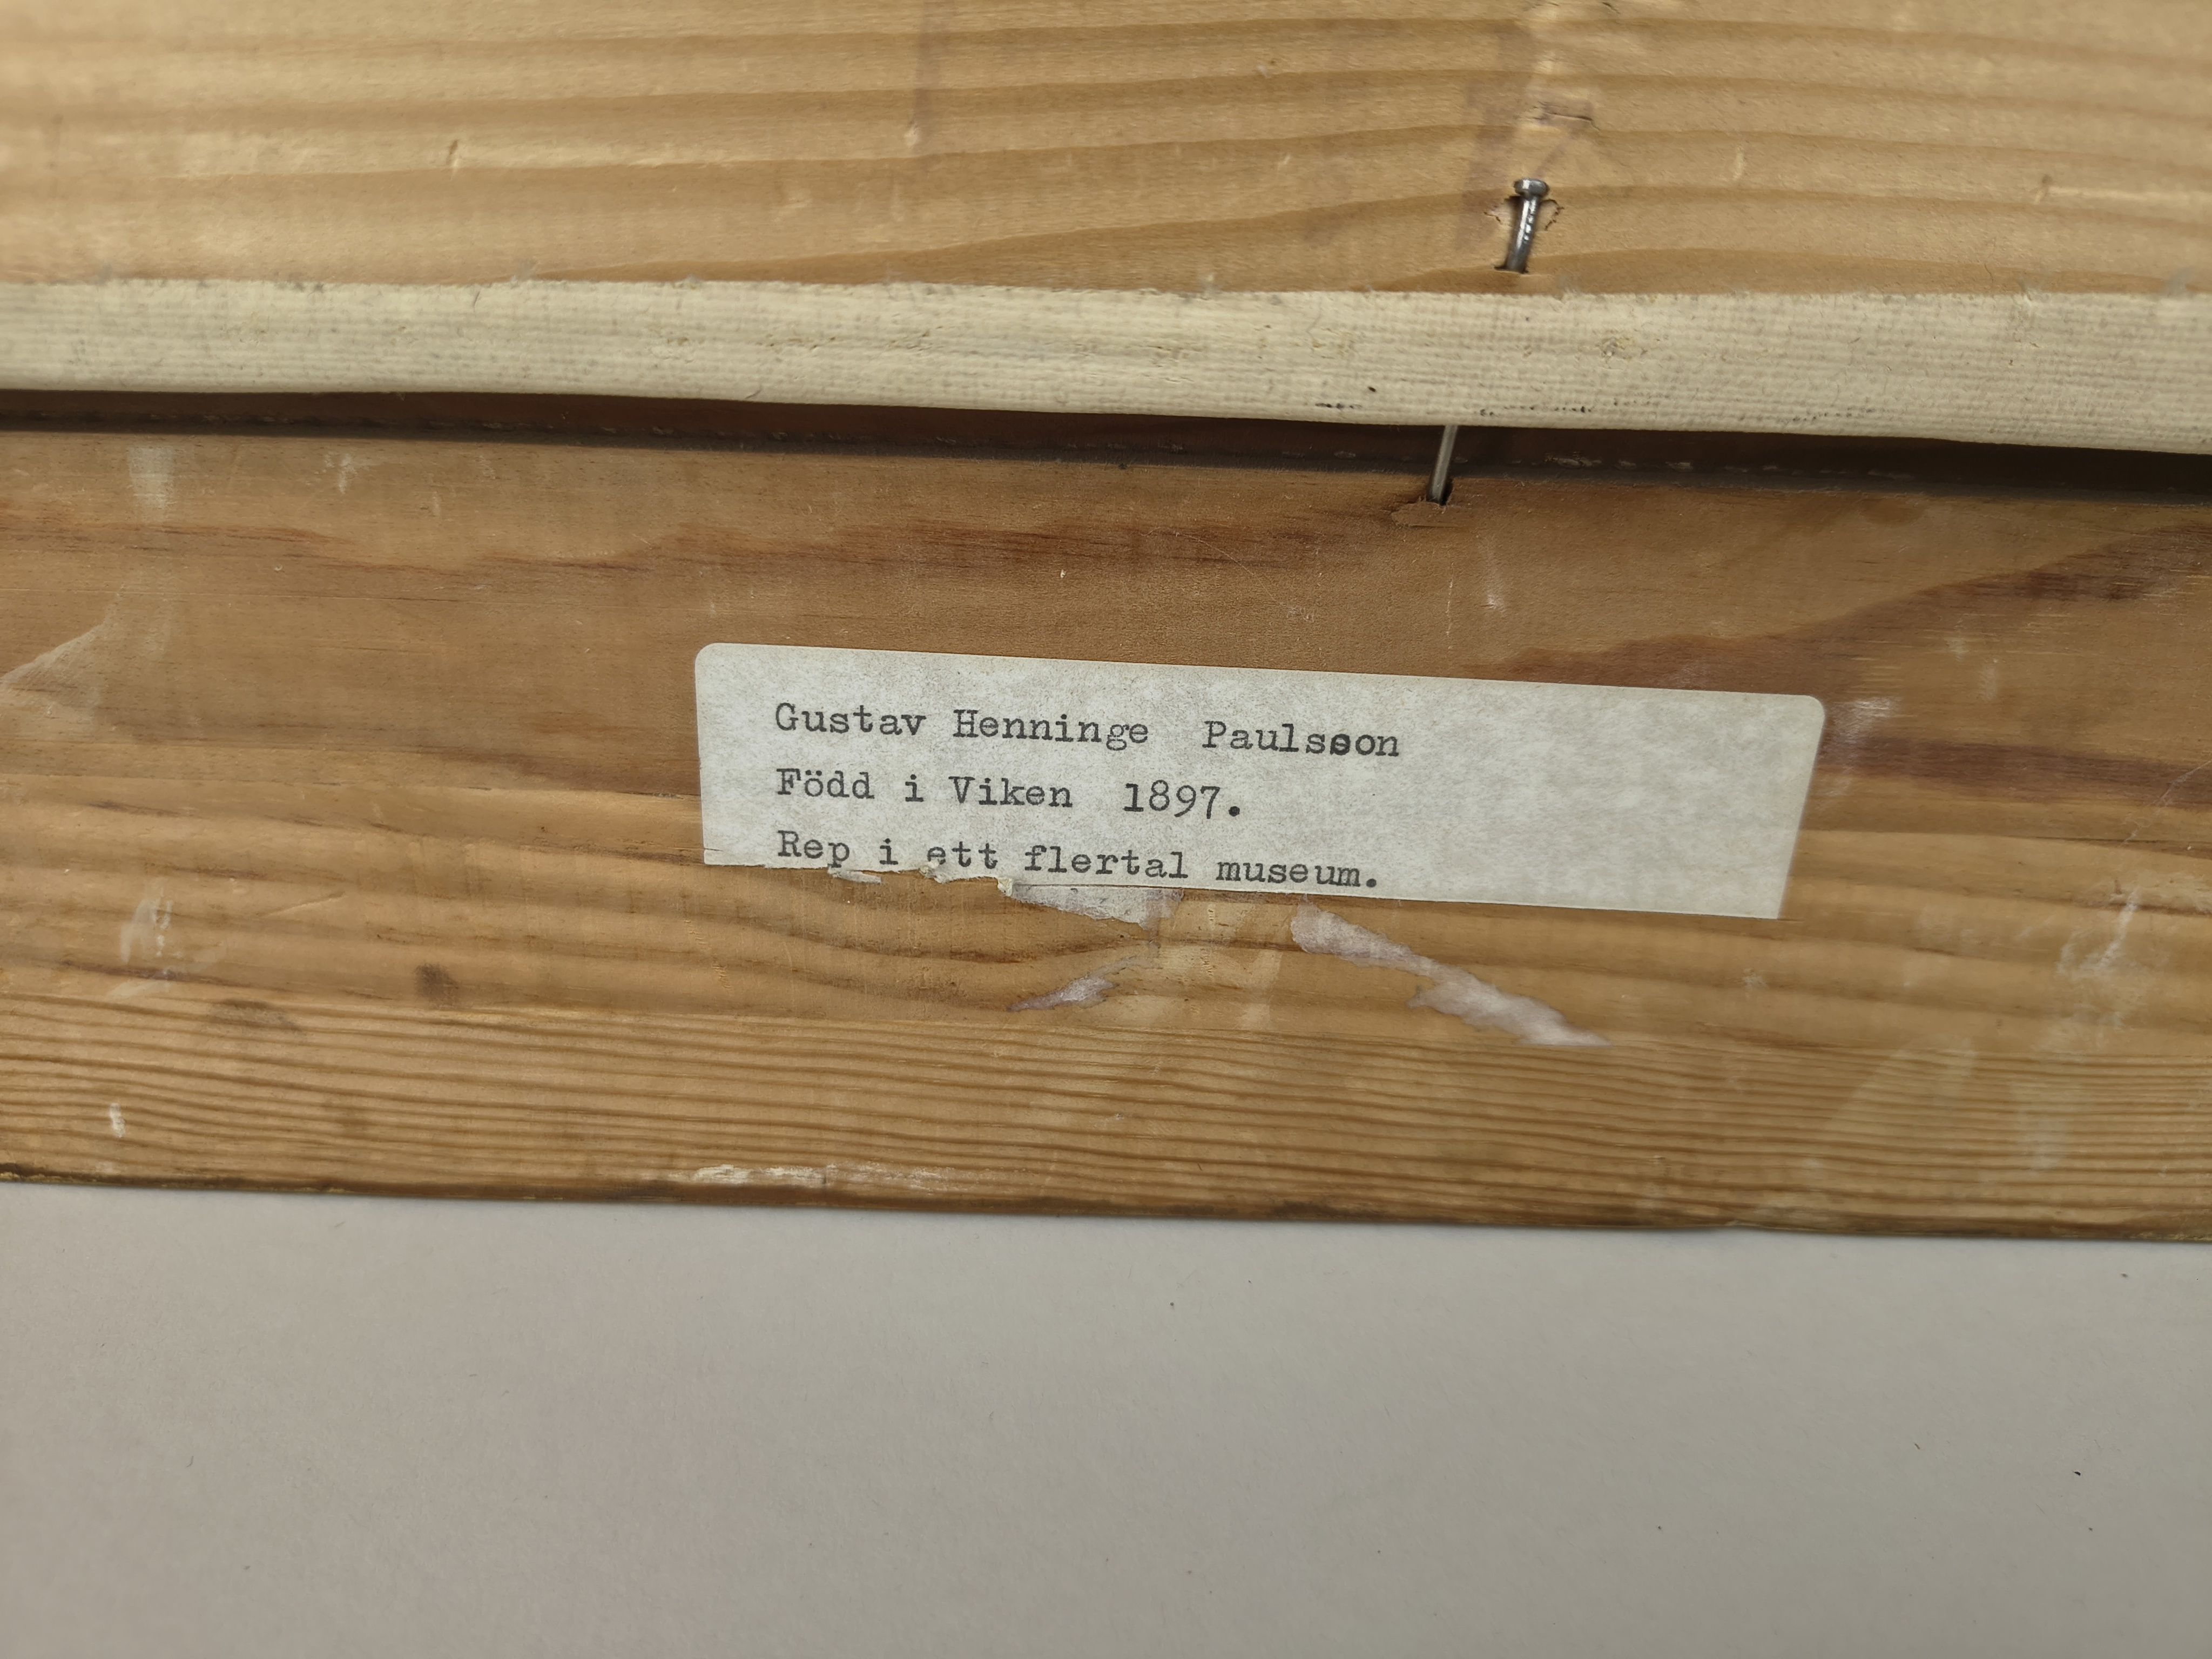 Gustav Henninge Paulsson
Född i Viken 1897.
Rep i ett flertal museum.